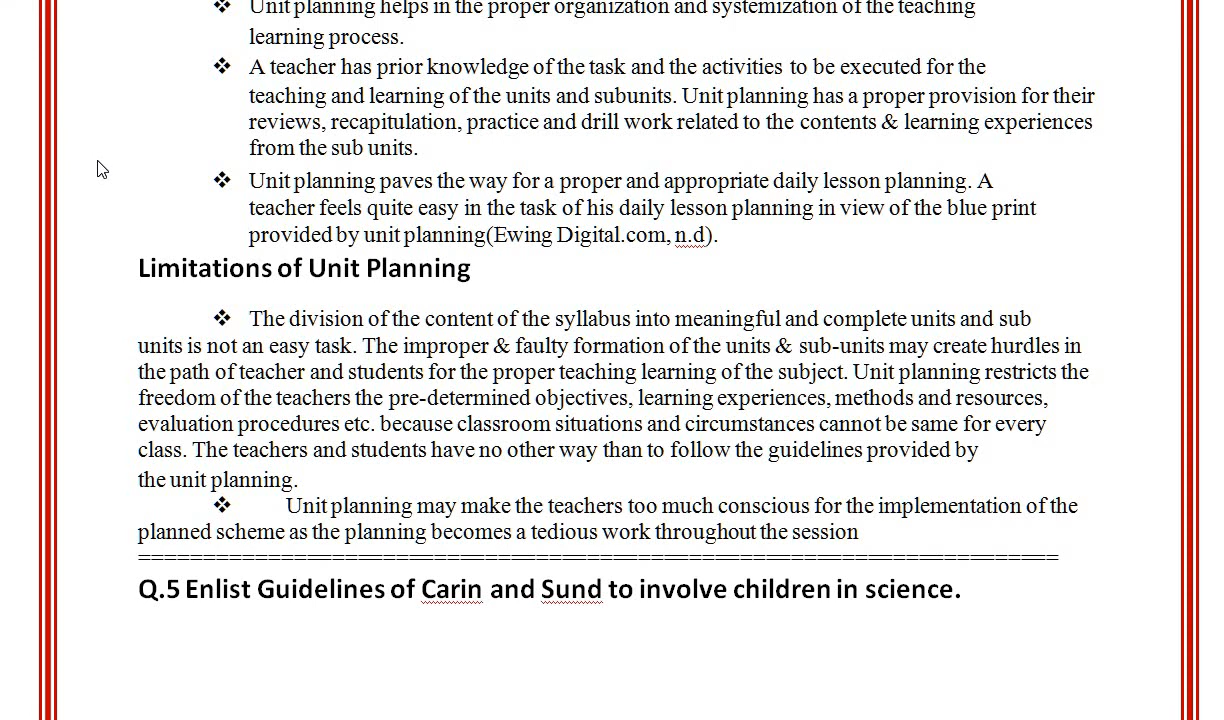 ❖ Unit planning helps in the proper organization and systemization of the teaching
learning process.
❖ A teacher has prior knowledge of the task and the activities to be executed for the
teaching and learning of the units and subunits. Unit planning has a proper provision for their
reviews, recapitulation, practice and drill work related to the contents & learning experiences
from the sub units.
❖ Unit planning paves the way for a proper and appropriate daily lesson planning. A
teacher feels quite easy in the task of his daily lesson planning in view of the blue print
provided by unit planning(Ewing Digital.com, n.d).
Limitations of Unit Planning
❖ The division of the content of the syllabus into meaningful and complete units and sub
units is not an easy task. The improper & faulty formation of the units & sub-units may create hurdles in
the path of teacher and students for the proper teaching learning of the subject. Unit planning restricts the
freedom of the teachers the pre-determined objectives, learning experiences, methods and resources,
evaluation procedures etc. because classroom situations and circumstances cannot be same for every
class. The teachers and students have no other way than to follow the guidelines provided by
the unit planning.
❖ Unit planning may make the teachers too much conscious for the implementation of the
planned scheme as the planning becomes a tedious work throughout the session
========================================================================
Q.5 Enlist Guidelines of Carin and Sund to involve children in science.